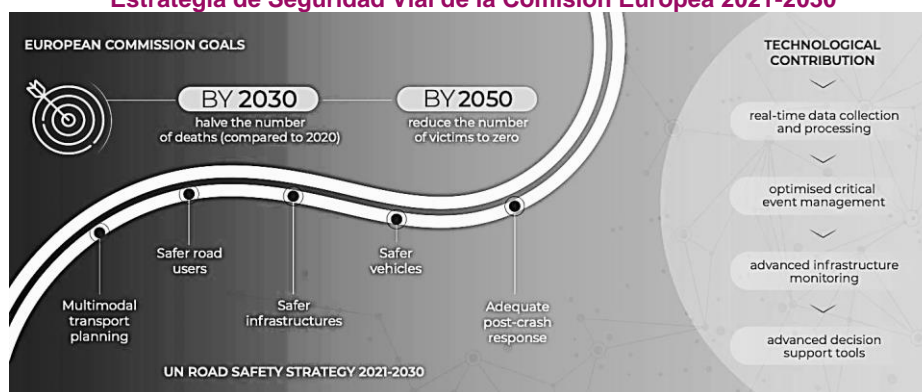 Estrategia de Seguridad Vial de la Comisión Europea 2021-2030
EUROPEAN COMMISSION GOALS
BY 2030
halve the number
of deaths (compared to 2020)
BY 2050
reduce the number
of victims to zero
Multimodal
transport
planning
Safer road
users
Safer
infrastructures
Safer
vehicles
Adequate
post-crash
response
UN ROAD SAFETY STRATEGY 2021-2030
TECHNOLOGICAL
CONTRIBUTION
real-time data collection
and processing
optimised critical
event management
advanced infrastructure
monitoring
advanced decision
support tools